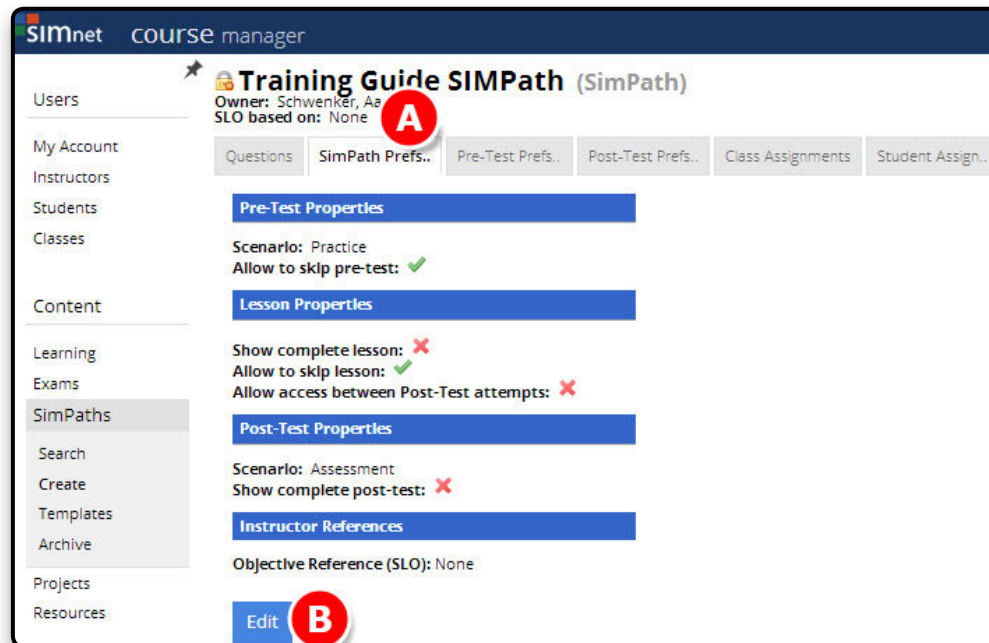 simnet course manager
Training Guide SIMPath (SimPath)
Owner: Schwenker, Aa
SLO based on: None
A
Questions SimPath Prefs.. Pre-Test Prefs.. Post-Test Prefs.. Class Assignments Student Assign..
Users
My Account
Instructors
Students
Classes
Content
Learning
Exams
SimPaths
Search
Create
Templates
Archive
Projects
Resources
Pre-Test Properties
Scenario: Practice
Allow to skip pre-test:
Lesson Properties
Show complete lesson:
Allow to skip lesson:
Allow access between Post-Test attempts:
Post-Test Properties
Scenario: Assessment
Show complete post-test:
Instructor References
Objective Reference (SLO): None
Edit B